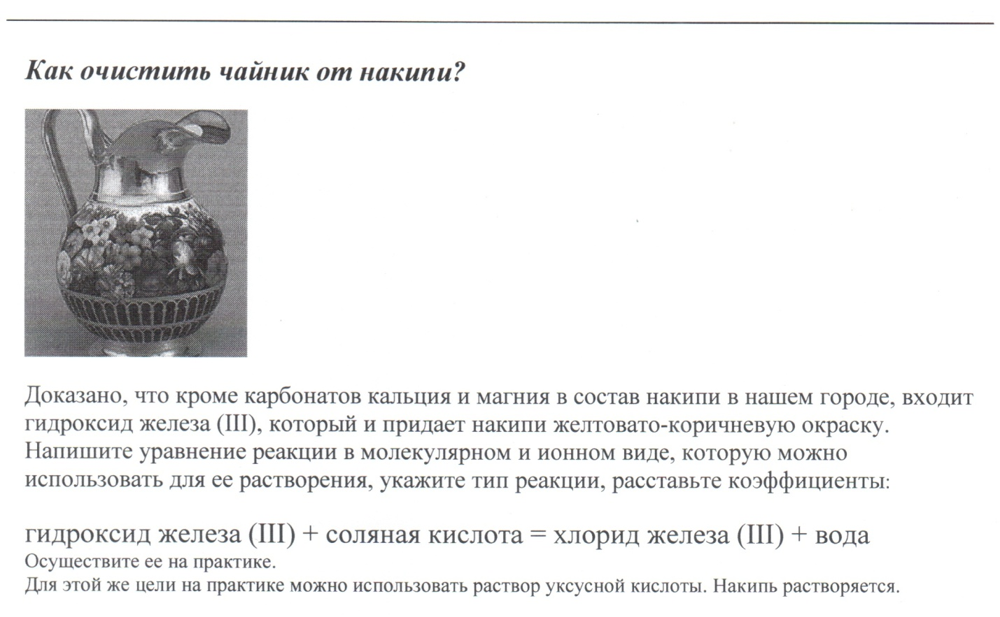 Как очистить чайник от накипи?
Доказано, что кроме карбонатов кальция и магния в состав накипи в нашем городе, входит
гидроксид железа (III), который и придает накипи желтовато-коричневую окраску.
Напишите уравнение реакции в молекулярном и ионном виде, которую можно
использовать для ее растворения, укажите тип реакции, расставьте коэффициенты:
гидроксид железа (III) + соляная кислота = хлорид железа (III) + вода
Осуществите ее на практике.
Для этой же цели на практике можно использовать раствор уксусной кислоты. Накипь растворяется.